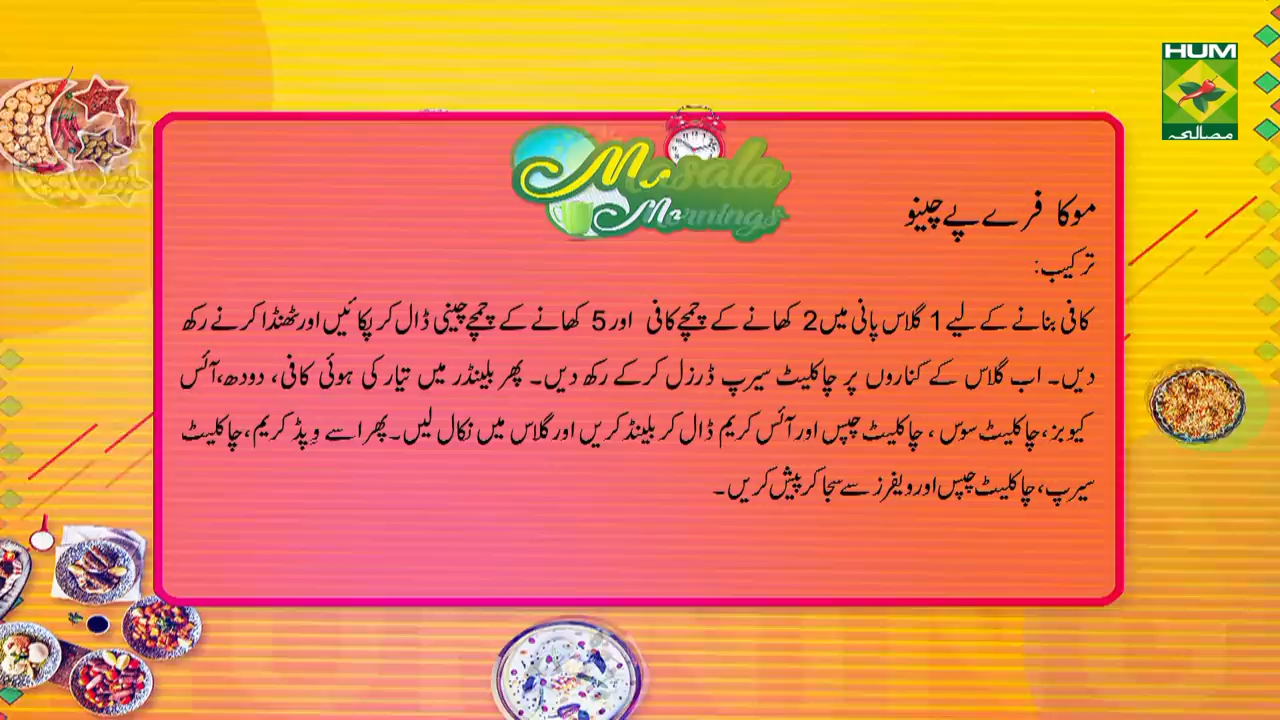 HUM
مصالحہ
Masala
Mornings
موکا فرے پے چینو
ترکیب:
کافی بنانے کے لیے 1 گلاس پانی میں 2 کھانے کے چمچے کافی اور 5 کھانے کے چمچے چینی ڈال کر پکائیں اور ٹھنڈا کرنے رکھ
دیں۔ اب گلاس کے کناروں پر چاکلیٹ سیرپ ڈرزل کر کے رکھ دیں۔ پھر بلینڈر میں تیار کی ہوئی کافی، دودھ، آئس
کیوبز، چاکلیٹ سوس، چاکلیٹ چپس اور آئس کریم ڈال کر بلینڈ کریں اور گلاس میں نکال لیں۔ پھر اسے وِپڈ کریم، چاکلیٹ
سیرپ، چاکلیٹ چپس اور ویفرز سے سجا کر پیش کریں۔